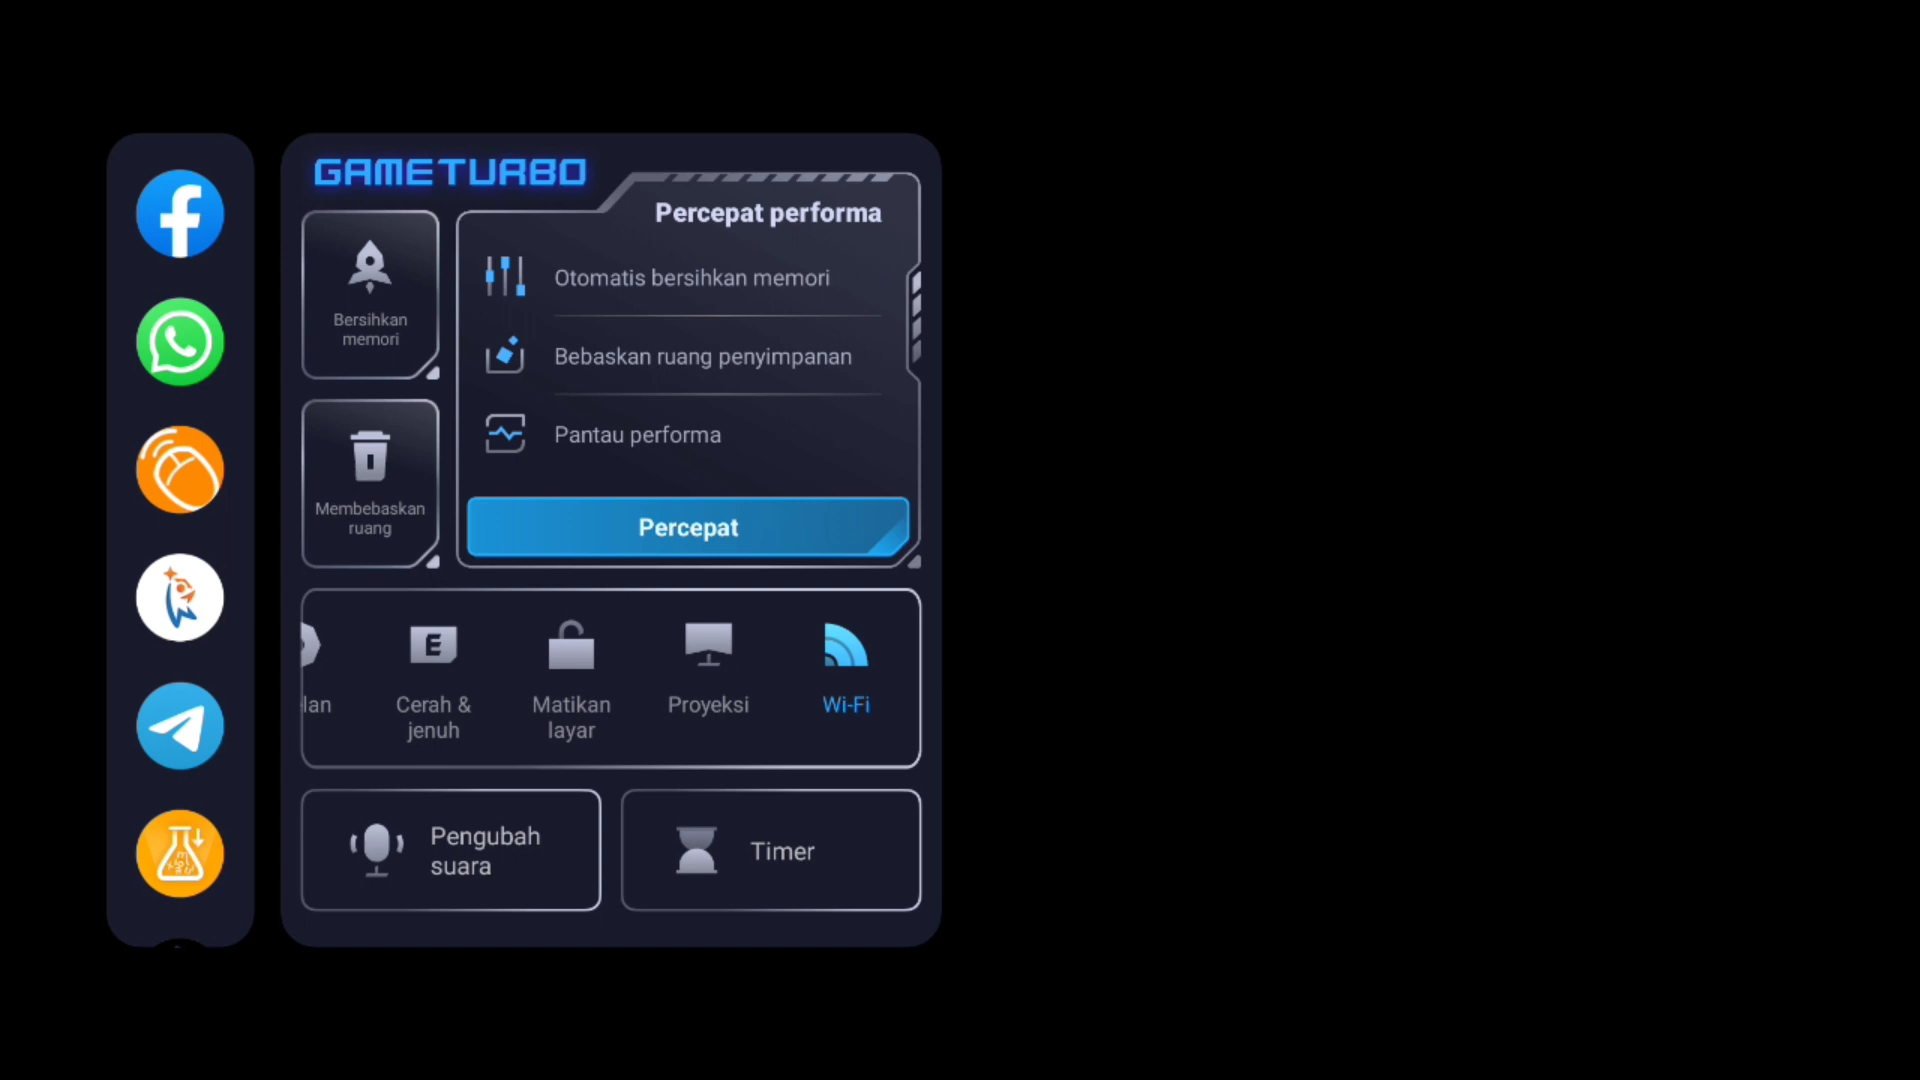 GAMETURBO
Percepat performa
Bersihkan
memori
Otomatis bersihkan memori
Bebaskan ruang penyimpanan
Pantau performa
Membebaskan
ruang
Percepat
lan
Cerah &
jenuh
Matikan
layar
Proyeksi
Wi-Fi
Pengubah
suara
Timer